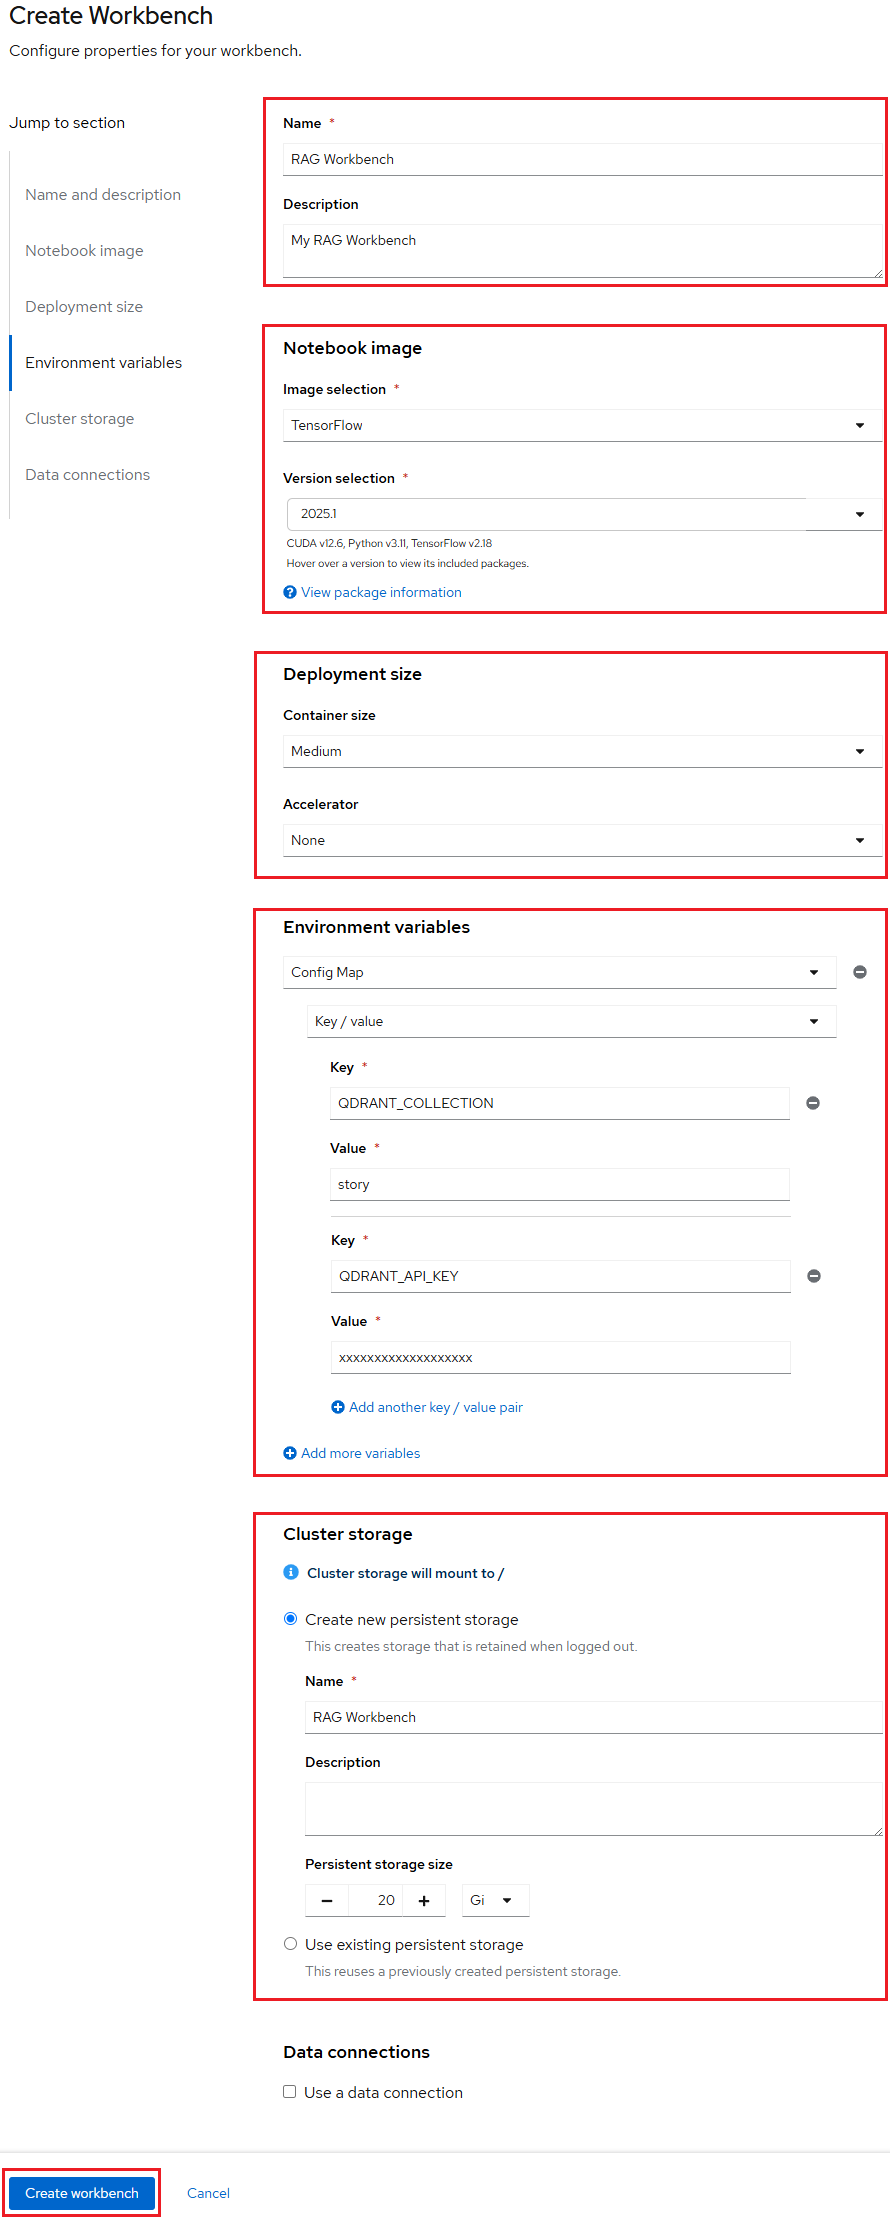 Create Workbench
Configure properties for your workbench.
Jump to section
Name and description
Notebook image
Deployment size
Environment variables
Cluster storage
Data connections
Name *
RAG Workbench
Description
My RAG Workbench
Notebook image
Image selection *
TensorFlow
Version selection *
2025.1
CUDA v12.6, Python v3.11, TensorFlow v2.18
Hover over a version to view its included packages.
View package information
Deployment size
Container size
Medium
Accelerator
None
Environment variables
Config Map
Key / value
Key *
QDRANT_COLLECTION
Value *
story
Key *
QDRANT_API_KEY
Value *
xxxxxxxxxxxxxxxxxxx
Add another key / value pair
Add more variables
Cluster storage
Cluster storage will mount to /
Create new persistent storage
This creates storage that is retained when logged out.
Name *
RAG Workbench
Description
Persistent storage size
20 Gi
Use existing persistent storage
This reuses a previously created persistent storage.
Data connections
Use a data connection
Create workbench Cancel